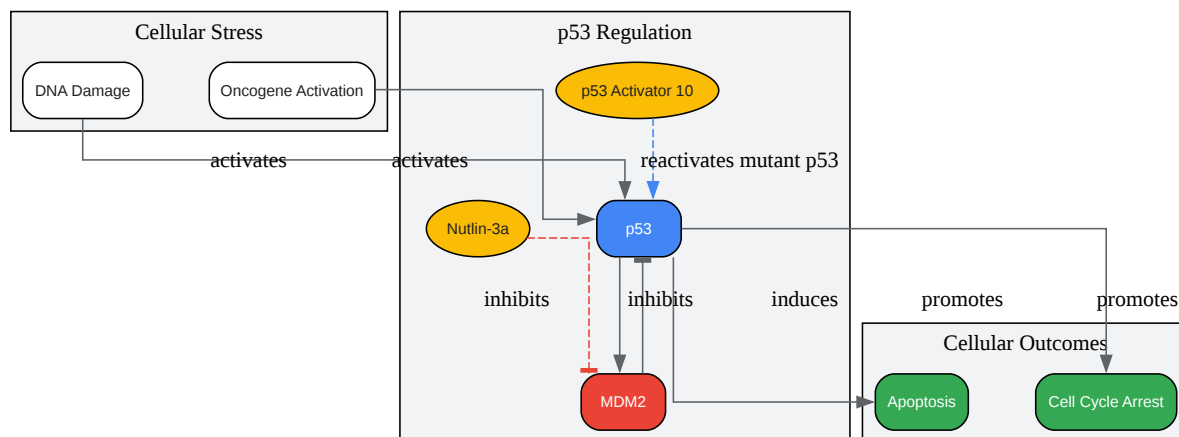 Cellular Stress
p53 Regulation
DNA Damage
Oncogene Activation
p53 Activator 10
activates
activates
reactivates mutant p53
Nutlin-3a
p53
inhibits
inhibits
induces
promotes
promotes
Cellular Outcomes
MDM2
Apoptosis
Cell Cycle Arrest